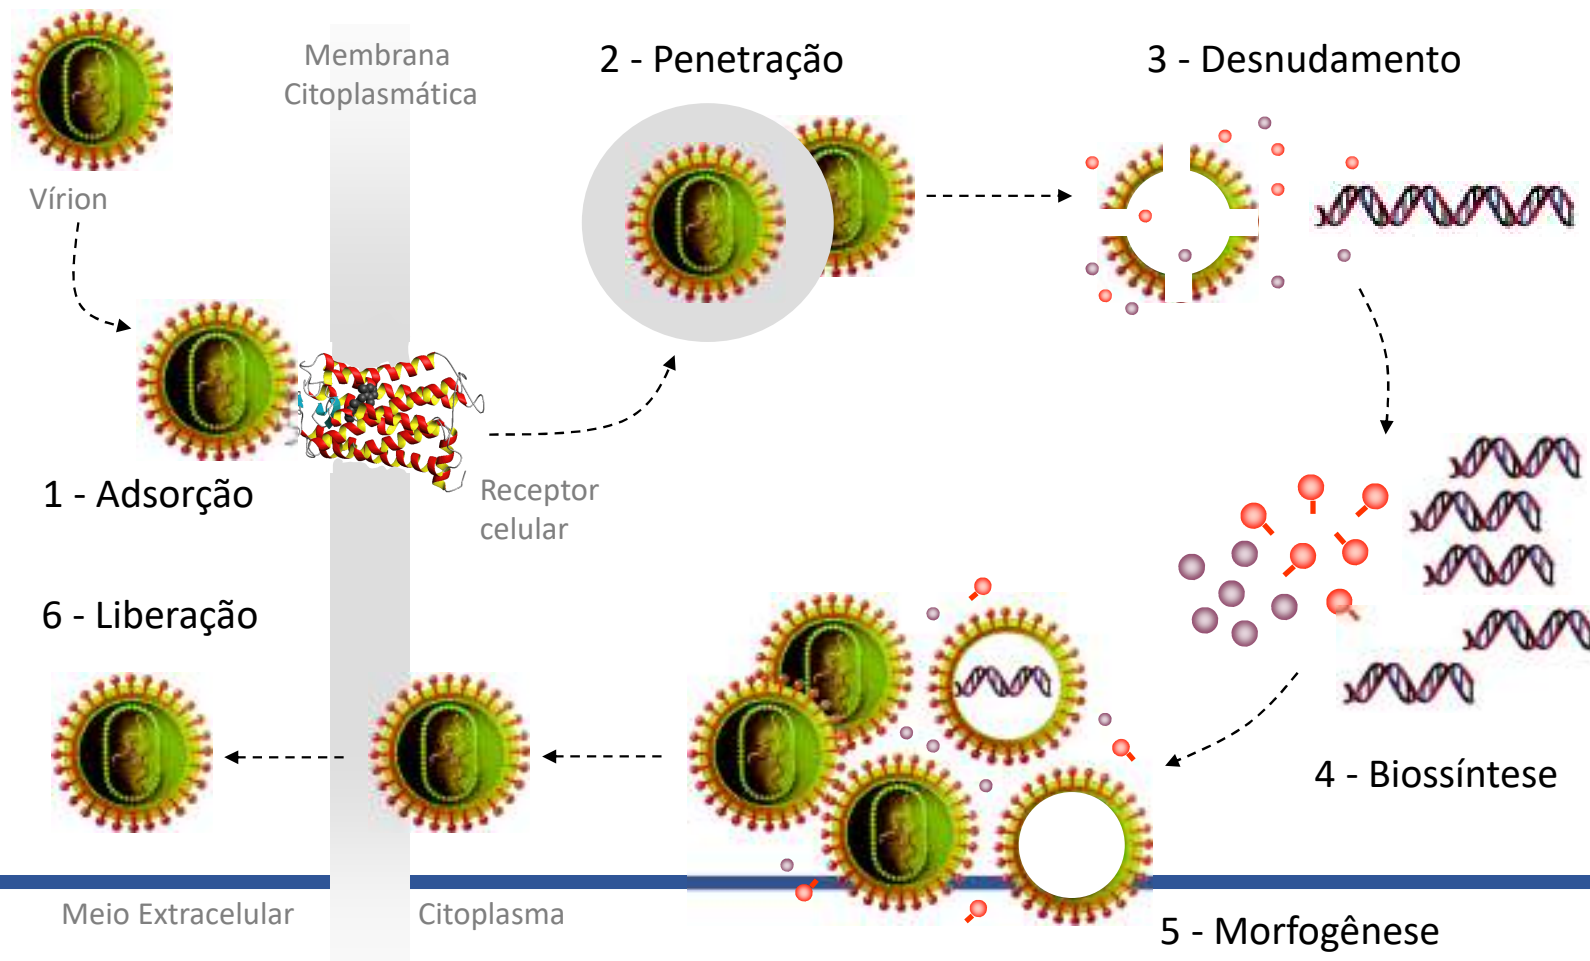 Membrana
Citoplasmática
2 - Penetração
3 - Desnudamento
Vírion
1 - Adsorção
Receptor
celular
6 - Liberação
4 - Biossíntese
Meio Extracelular
Citoplasma
5 - Morfogênese